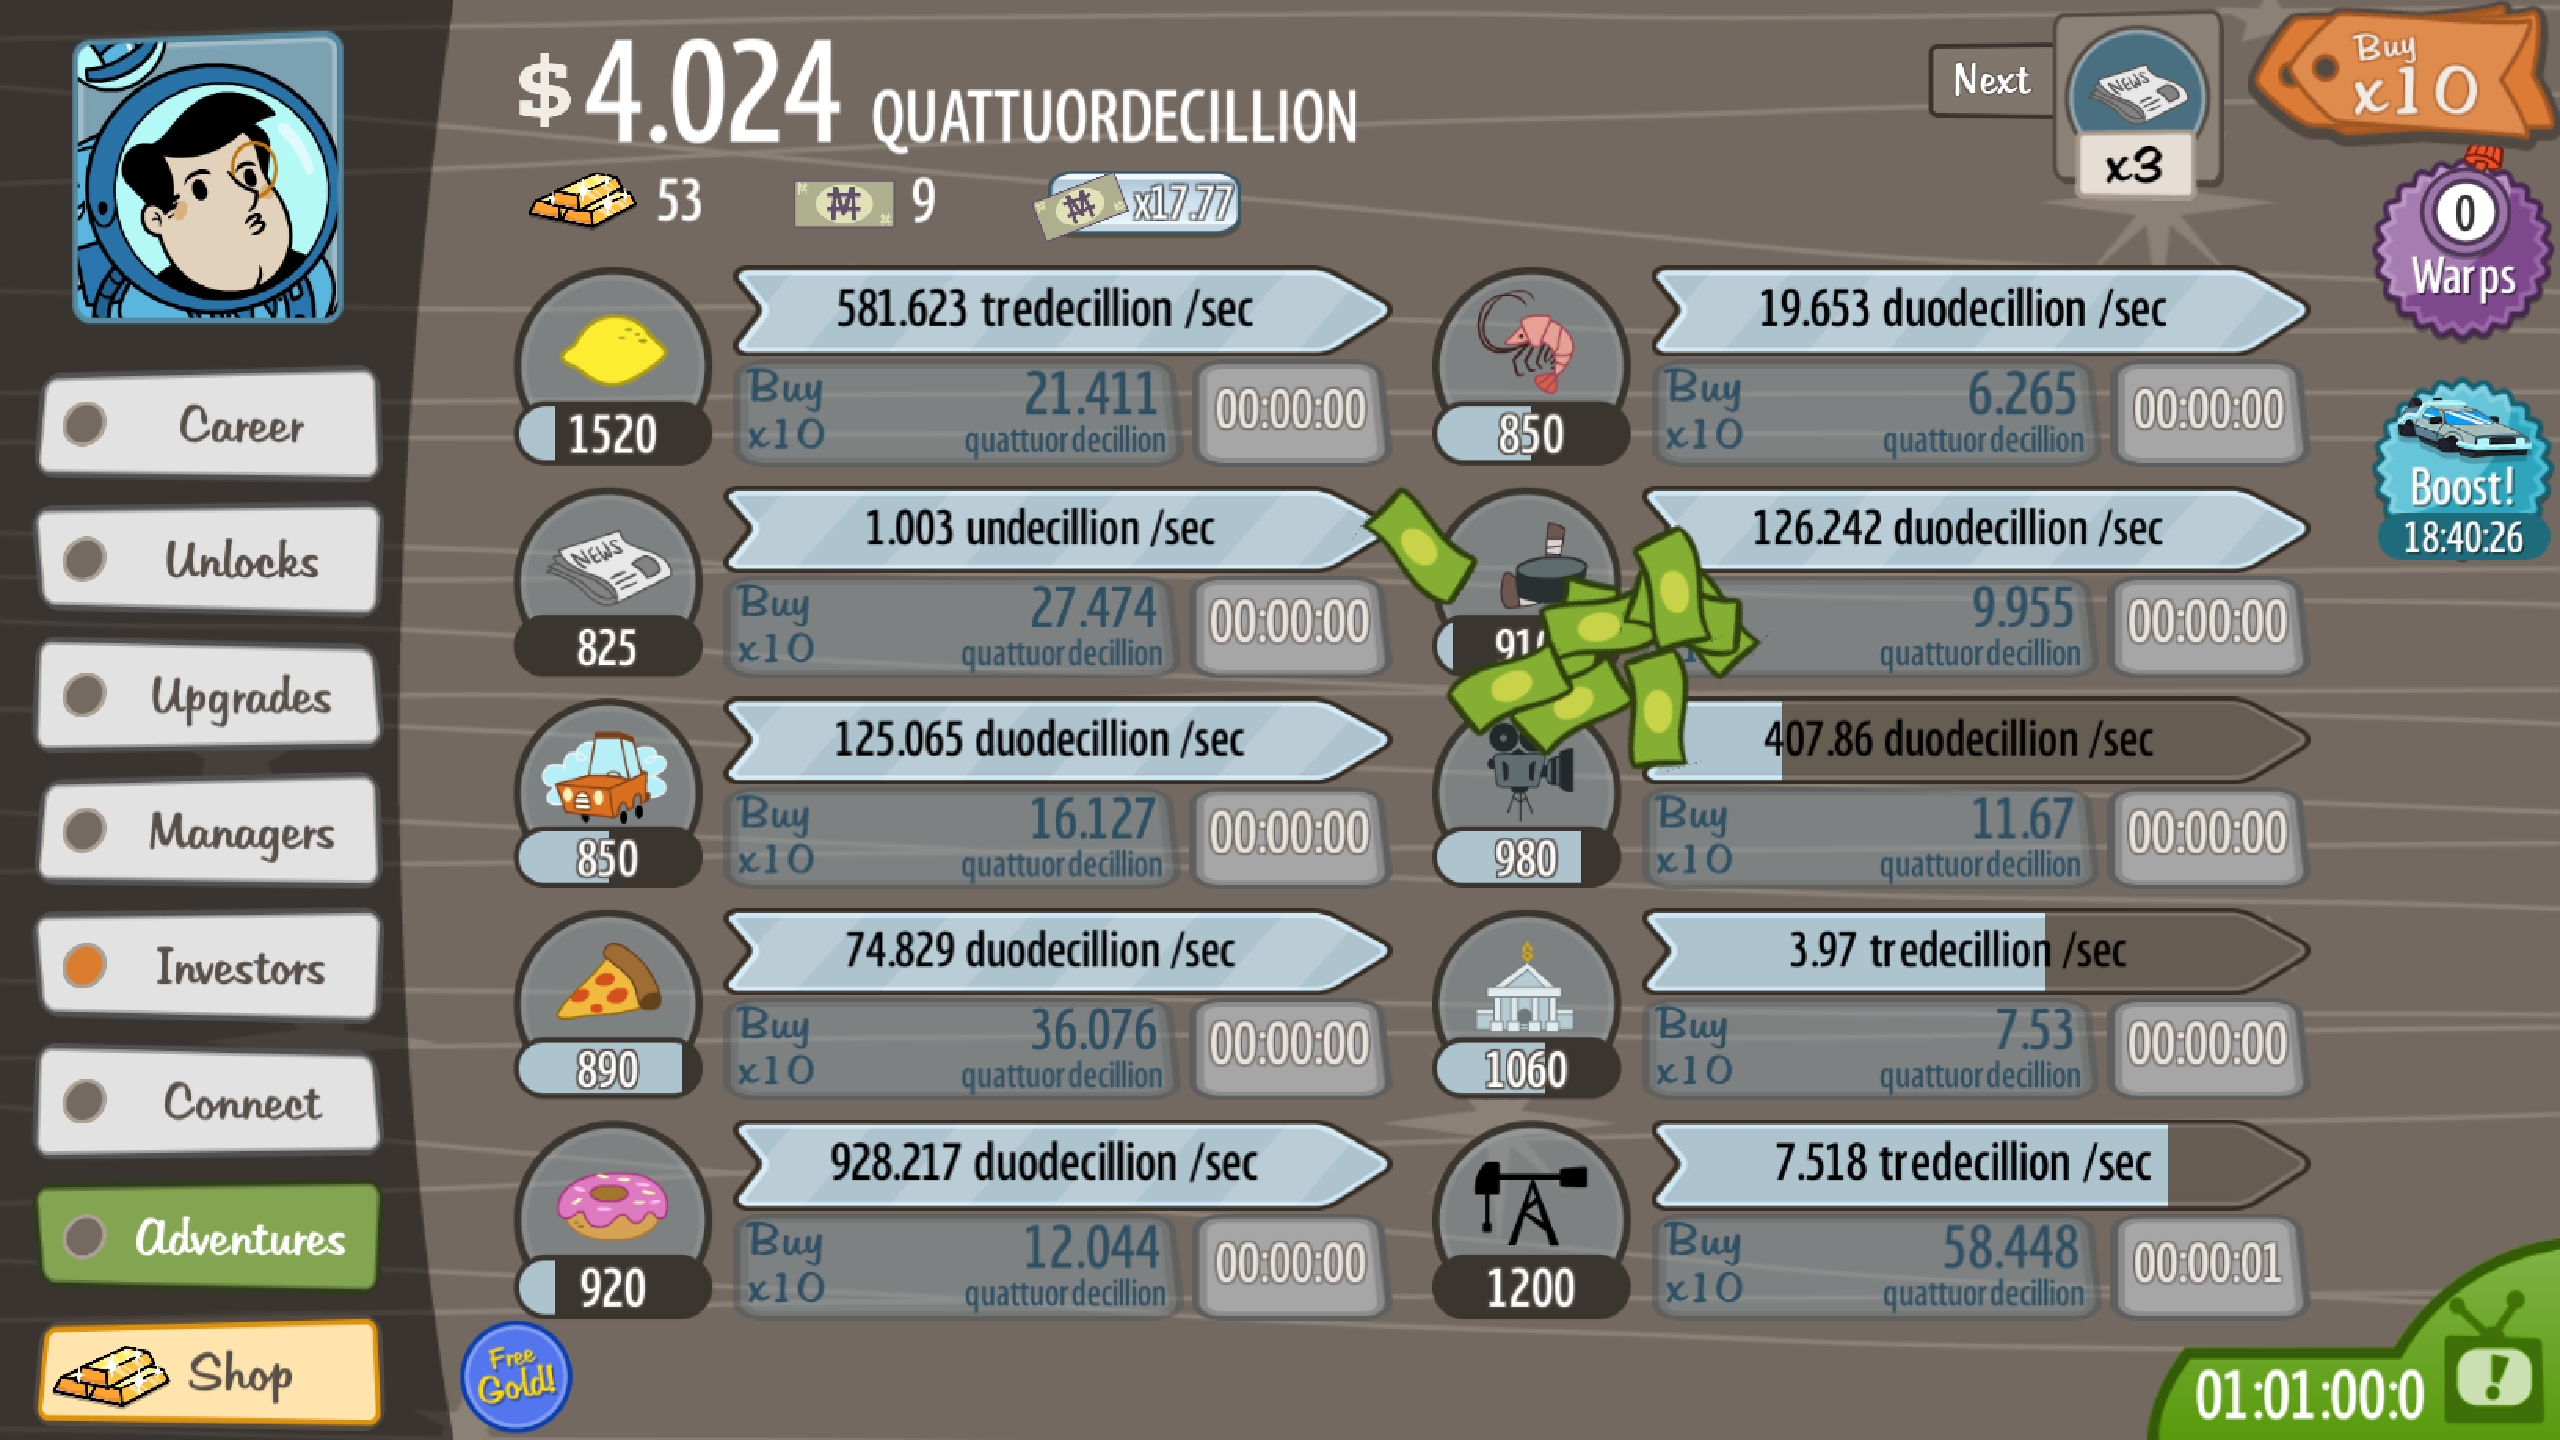 $4.024 QUATTUORDECILLION
Next
Buy
x10
x3
53
9
x17.77
0
Warps
Boost!
18:40:26
Career
Unlocks
Upgrades
Managers
Investors
Connect
Adventures
Shop
581.623 tredecillion /sec
Buy
x10
21.411
quattuordecillion
00:00:00
1520
19.653 duodecillion /sec
Buy
x10
6.265
quattuordecillion
00:00:00
850
NEWS
1.003 undecillion /sec
Buy
x10
27.474
quattuordecillion
00:00:00
825
126.242 duodecillion /sec
9.955
quattuordecillion
00:00:00
125.065 duodecillion /sec
Buy
x10
16.127
quattuordecillion
00:00:00
850
407.86 duodecillion /sec
Buy
x10
11.67
quattuordecillion
00:00:00
980
74.829 duodecillion /sec
Buy
x10
36.076
quattuordecillion
00:00:00
890
3.97 tredecillion /sec
Buy
x10
7.53
quattuordecillion
00:00:00
1060
928.217 duodecillion /sec
Buy
x10
12.044
quattuordecillion
00:00:00
920
7.518 tredecillion /sec
Buy
x10
58.448
quattuordecillion
00:00:01
1200
Free
Gold!
01:01:00:0